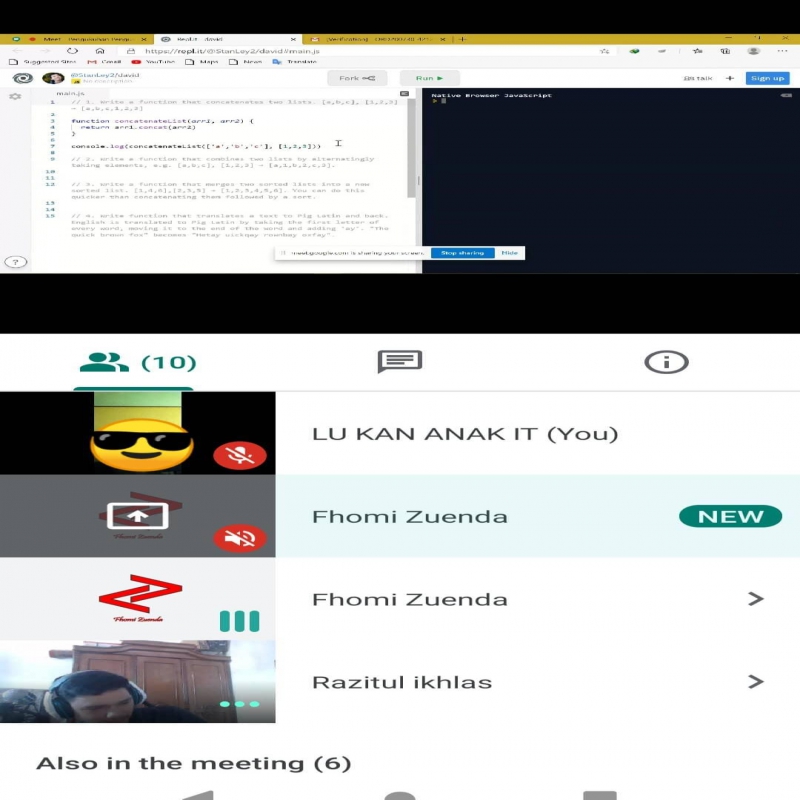 https://repl.it/@StanLey2/david#main.js
Suggested Sites Gmail YouTube Maps News Translate
@StanLey2/david
Fork
Run
talk
Sign up
main.js
Native Browser JavaScript
1 // 1. Write a function that concatenates two lists. [a,b,c], [1,2,3]
→ [a,b,c,1,2,3]
2
3 function concatenateList(arr1, arr2) {
4 return arr1.concat(arr2)
5 }
6
7 console.log(concatenateList(['a','b','c'], [1,2,3]))
8
9 // 2. Write a function that combines two lists by alternatingly
taking elements, e.g. [a,b,c], [1,2,3] → [a,1,b,2,c,3].
10
11
12 // 3. Write a function that merges two sorted lists into a new
sorted list. [1,4,6],[2,3,5] → [1,2,3,4,5,6]. You can do this
quicker than concatenating them followed by a sort.
13
14
15 // 4. Write function that translates a text to Pig Latin and back.
English is translated to Pig Latin by taking the first letter of
every word, moving it to the end of the word and adding 'ay'. "The
quick brown fox" becomes "Hetay uickqay rownbay oxfay".
meet.google.com is sharing your screen.
Stop sharing
Hide
?
(10)
LU KAN ANAK IT (You)
Fhomi Zuenda
Fhomi Zuenda
NEW
Fhomi Zuenda
Fhomi Zuenda
Razitul ikhlas
Also in the meeting (6)